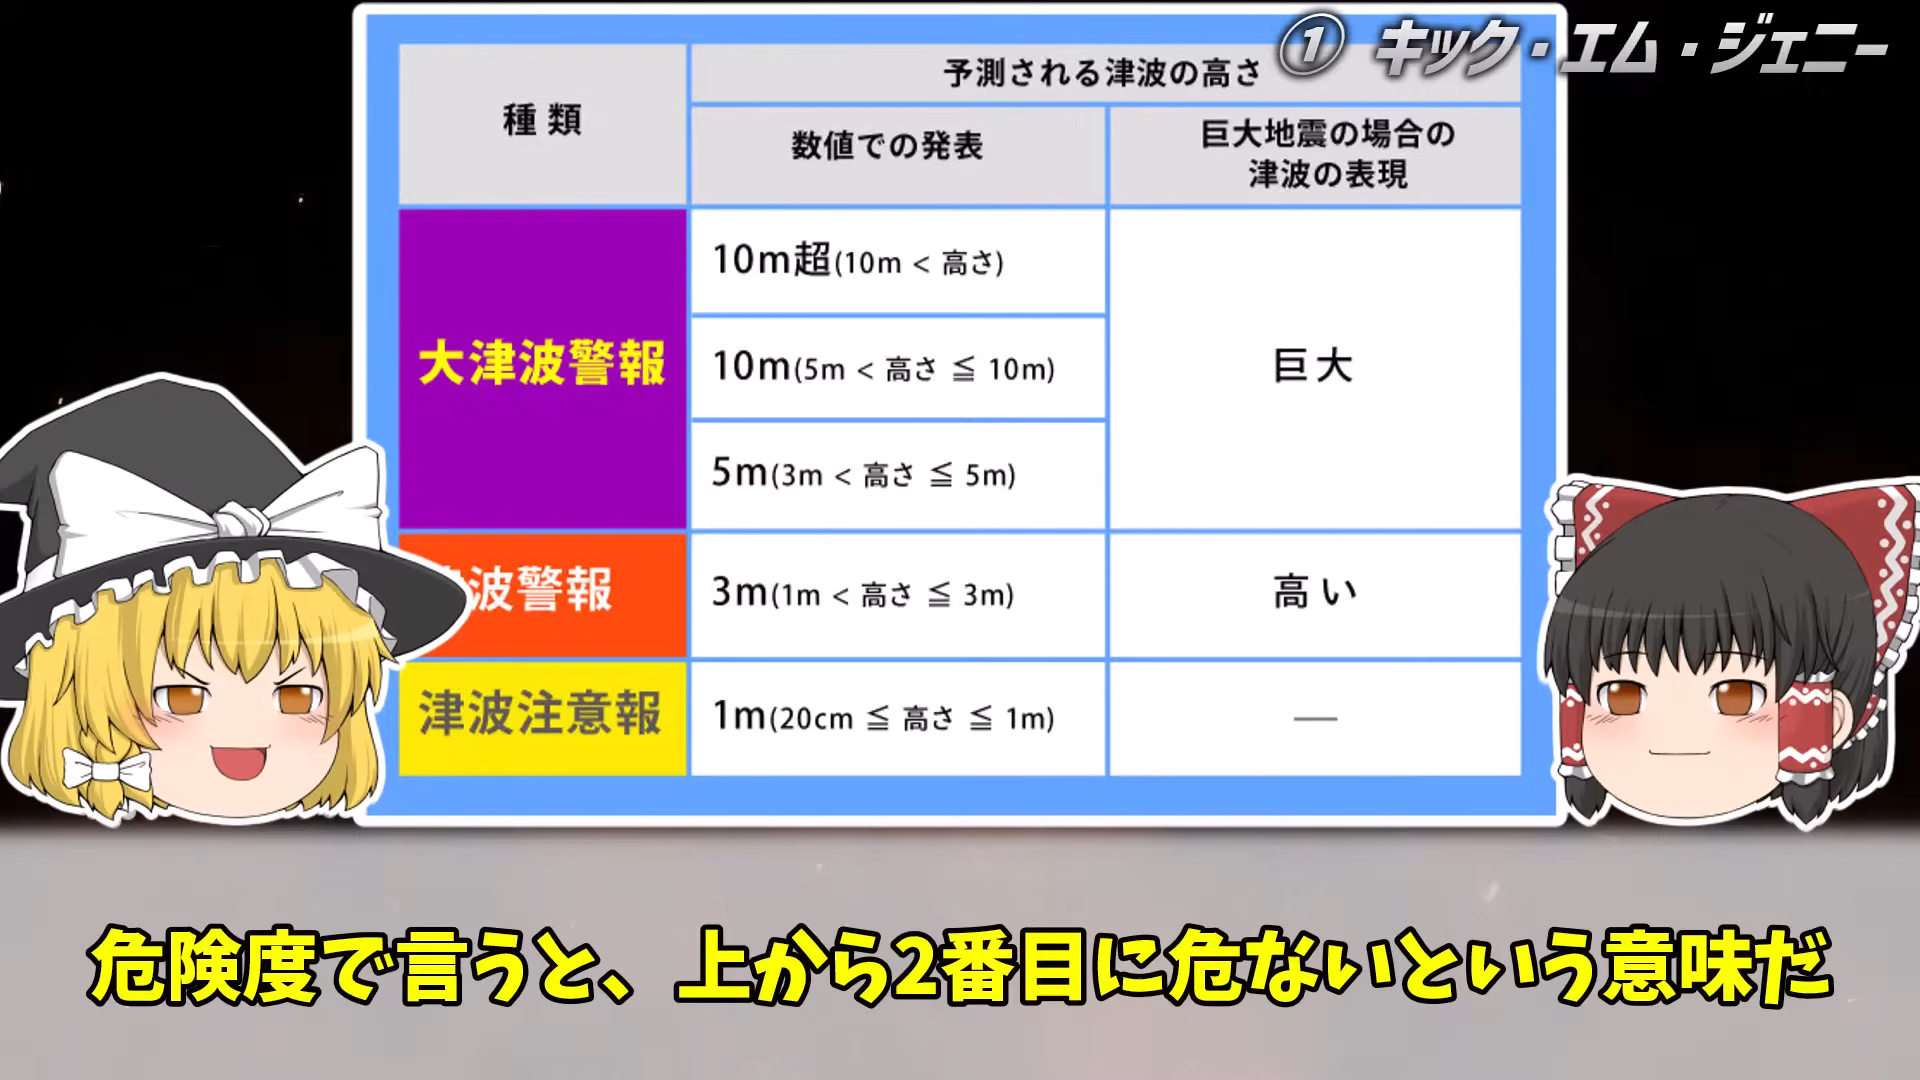 ① キック・エム・ジェニー
種類
予測される津波の高さ
数値での発表
巨大地震の場合の
津波の表現
大津波警報
10m超(10m < 高さ)
10m(5m < 高さ ≦ 10m)
5m(3m < 高さ ≦ 5m)
巨大
波警報
3m(1m < 高さ ≦ 3m)
高い
津波注意報
1m(20cm ≦ 高さ ≦ 1m)
—
危険度で言うと、上から2番目に危ないという意味だ